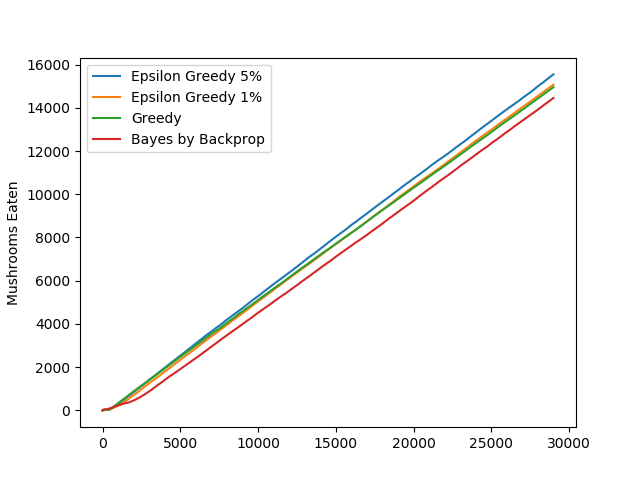 Epsilon Greedy 5%
Epsilon Greedy 1%
Greedy
Bayes by Backprop
Mushrooms Eaten
16000
14000
12000
10000
8000
6000
4000
2000
0
0 5000 10000 15000 20000 25000 30000